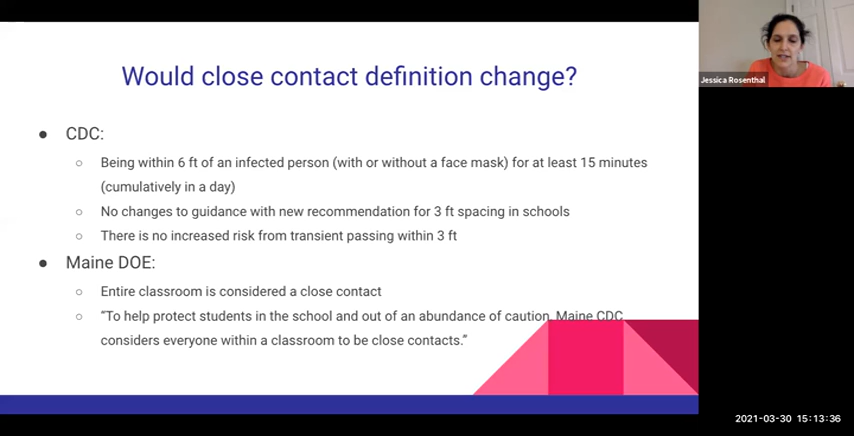 Would close contact definition change?
Jessica Rosenthal
● CDC:
○ Being within 6 ft of an infected person (with or without a face mask) for at least 15 minutes
(cumulatively in a day)
○ No changes to guidance with new recommendation for 3 ft spacing in schools
○ There is no increased risk from transient passing within 3 ft
● Maine DOE:
○ Entire classroom is considered a close contact
○ “To help protect students in the school and out of an abundance of caution, Maine CDC
considers everyone within a classroom to be close contacts.”
2021-03-30 15:13:36